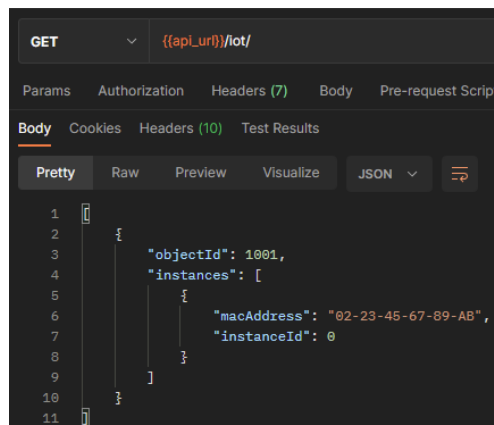 GET {{api_url}}/iot/
Params Authorization Headers (7) Body Pre-request Scrip
Body Cookies Headers (10) Test Results
Pretty Raw Preview Visualize JSON
1 [
2 {
3 "objectId": 1001,
4 "instances": [
5 {
6 "macAddress": "02-23-45-67-89-AB",
7 "instanceId": 0
8 }
9 ]
10 }
11 ]